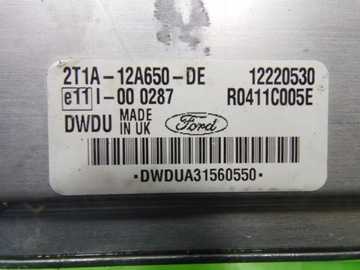 2T1A-12A650-DE 12220530
e11 I-00 0287 R0411C005E
DWDU MADE IN UK Ford
·DWDUA31560550·